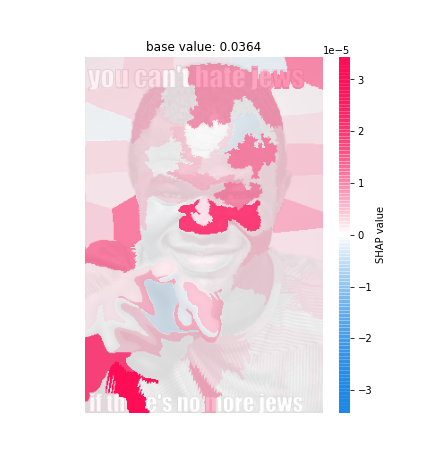 base value: 0.0364
1e−5
you can't hate jews
3
2
1
0
−1
−2
−3
SHAP value
if there's no more jews